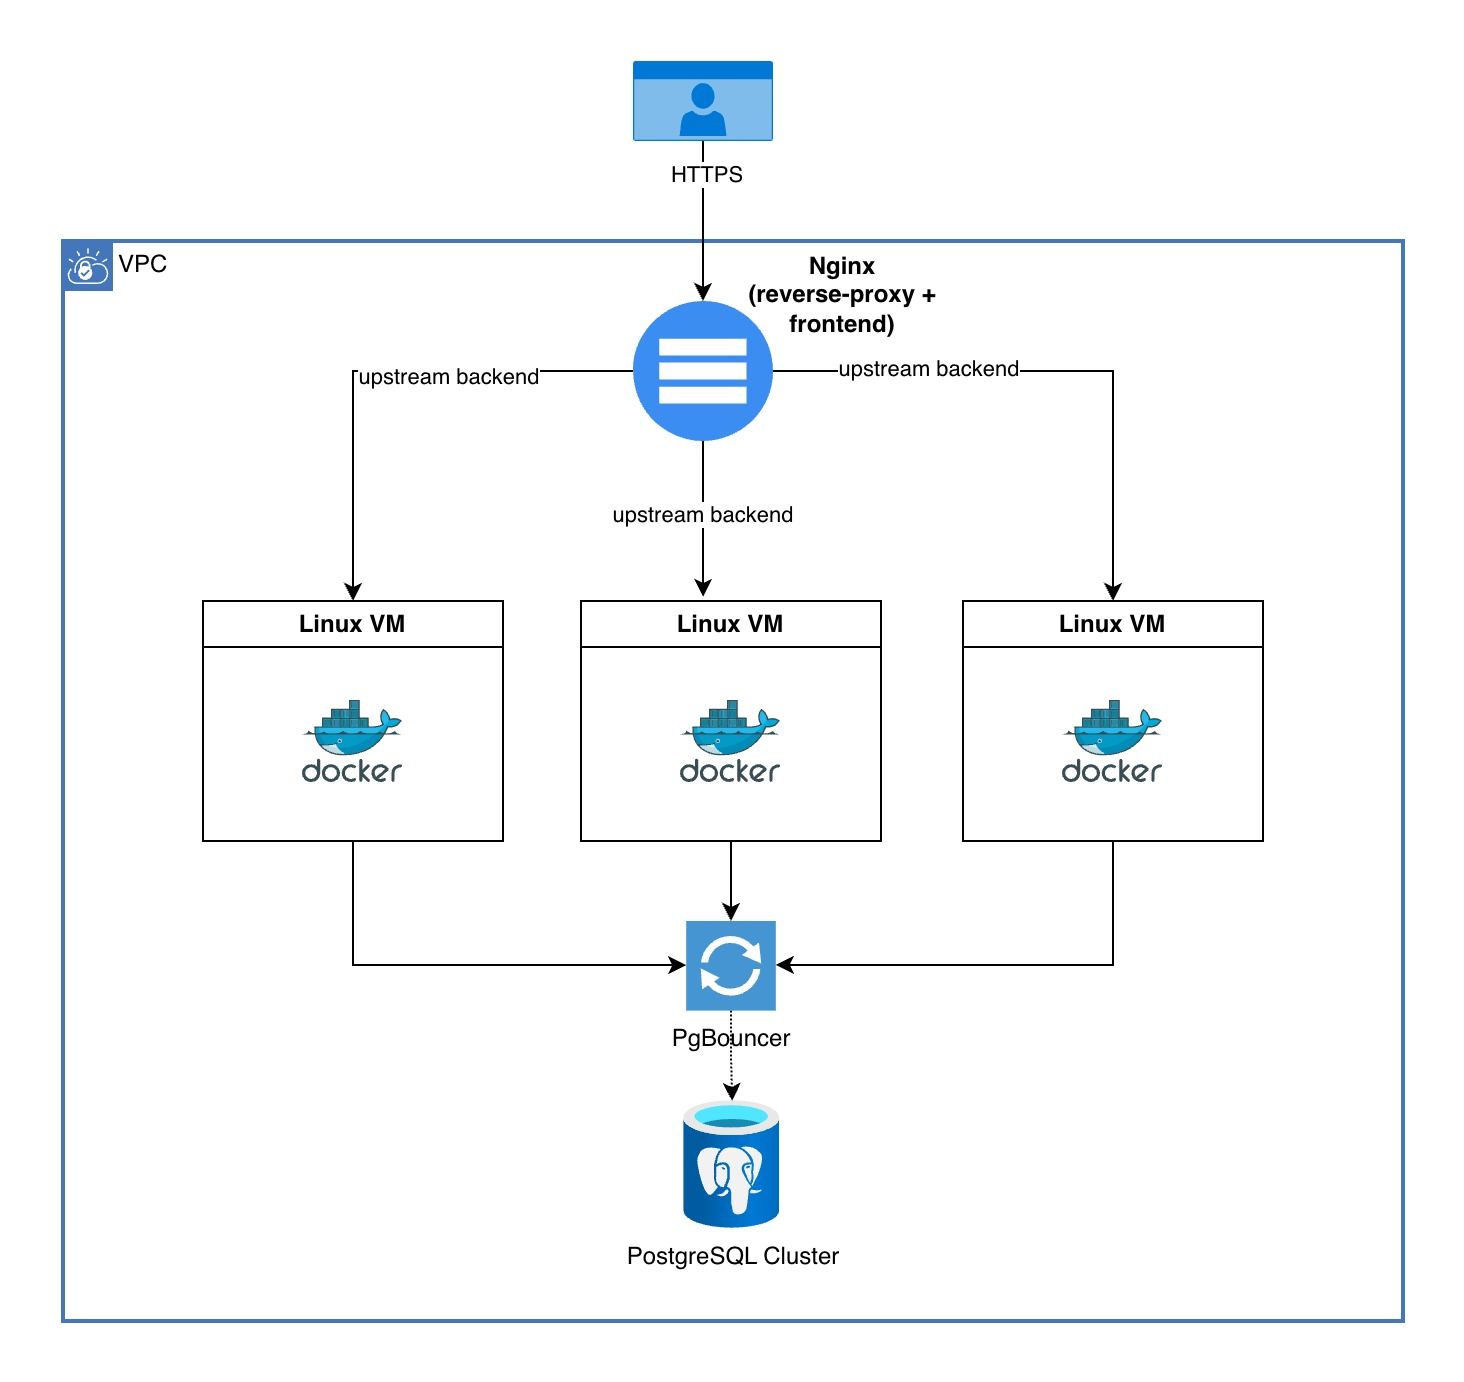 HTTPS
VPC
Nginx
(reverse-proxy +
frontend)
upstream backend
upstream backend
upstream backend
Linux VM
Linux VM
Linux VM
docker
docker
docker
PgBouncer
PostgreSQL Cluster